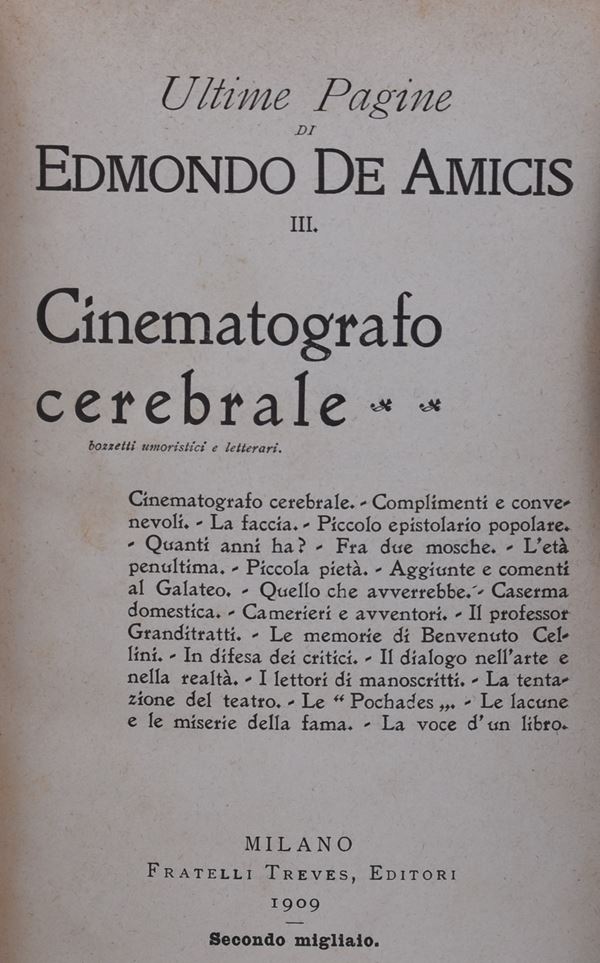 Ultime Pagine
DI
EDMONDO DE AMICIS
III.
Cinematografo
cerebrale
bozzetti umoristici e letterari.
Cinematografo cerebrale. - Complimenti e conve-
nevoli. - La faccia. - Piccolo epistolario popolare.
- Quanti anni ha? - Fra due mosche. - L'età
penultima. - Piccola pietà. - Aggiunte e comenti
al Galateo. - Quello che avverrebbe. - Caserma
domestica. - Camerieri e avventori. - Il professor
Granditratti. - Le memorie di Benvenuto Cel-
lini. - In difesa dei critici. - Il dialogo nell'arte e
nella realtà. - I lettori di manoscritti. - La tenta-
zione del teatro. - Le “ Pochades „. - Le lacune
e le miserie della fama. - La voce d'un libro.
MILANO
FRATELLI TREVES, EDITORI
1909
Secondo migliaio.